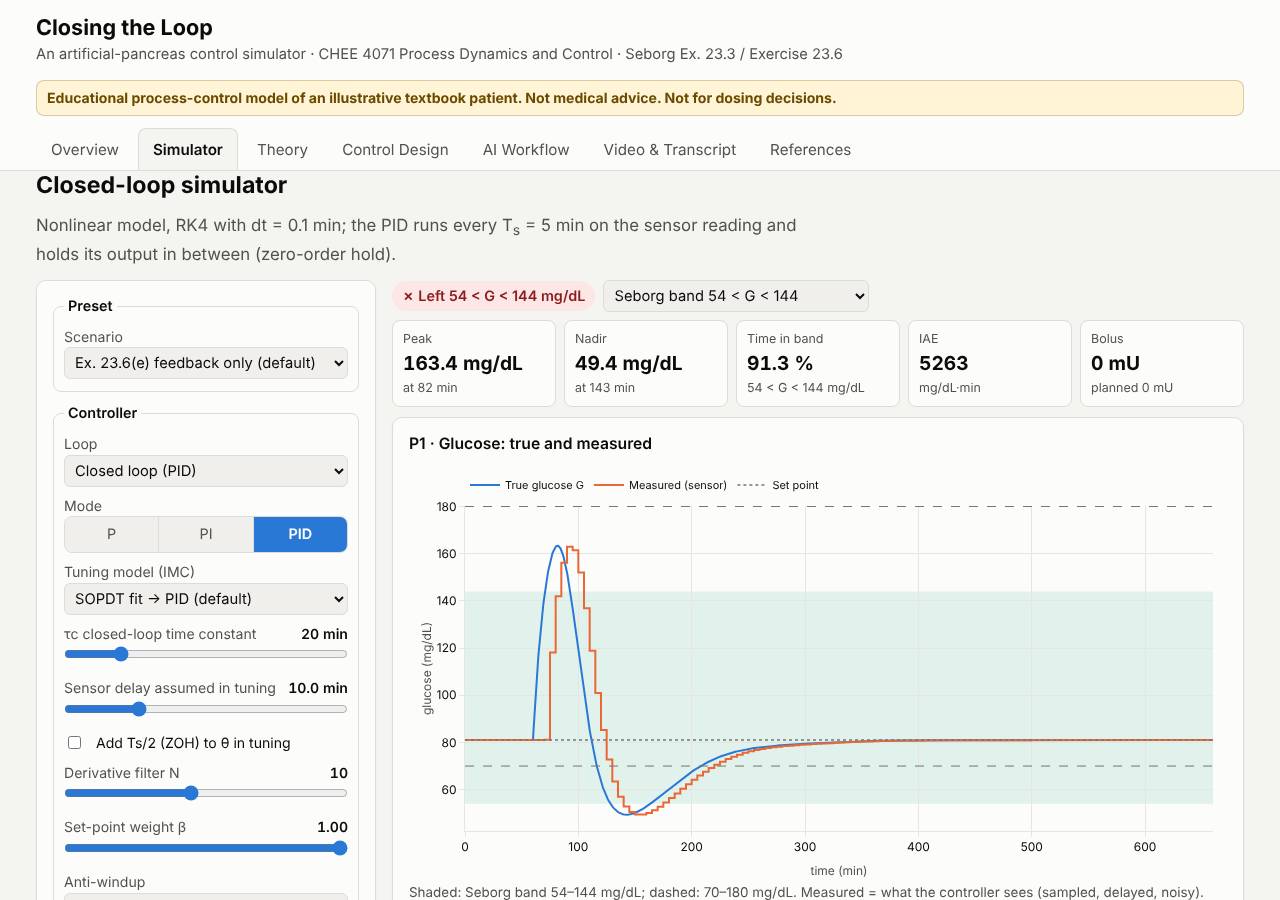 Closing the Loop
An artificial-pancreas control simulator · CHEE 4071 Process Dynamics and Control · Seborg Ex. 23.3 / Exercise 23.6
Educational process-control model of an illustrative textbook patient. Not medical advice. Not for dosing decisions.
Overview Simulator Theory Control Design AI Workflow Video & Transcript References
Closed-loop simulator
Nonlinear model, RK4 with dt = 0.1 min; the PID runs every Ts = 5 min on the sensor reading and
holds its output in between (zero-order hold).
Preset
Scenario
Ex. 23.6(e) feedback only (default)
Controller
Loop
Closed loop (PID)
Mode
P PI PID
Tuning model (IMC)
SOPDT fit → PID (default)
τc closed-loop time constant 20 min
Sensor delay assumed in tuning 10.0 min
Add Ts/2 (ZOH) to θ in tuning
Derivative filter N 10
Set-point weight β 1.00
Anti-windup
× Left 54 < G < 144 mg/dL
Seborg band 54 < G < 144
Peak
163.4 mg/dL
at 82 min
Nadir
49.4 mg/dL
at 143 min
Time in band
91.3 %
54 < G < 144 mg/dL
IAE
5263
mg/dL·min
Bolus
0 mU
planned 0 mU
P1 · Glucose: true and measured
True glucose G Measured (sensor) Set point
180
160
140
120
100
80
60
glucose (mg/dL)
0 100 200 300 400 500 600
time (min)
Shaded: Seborg band 54–144 mg/dL; dashed: 70–180 mg/dL. Measured = what the controller sees (sampled, delayed, noisy).